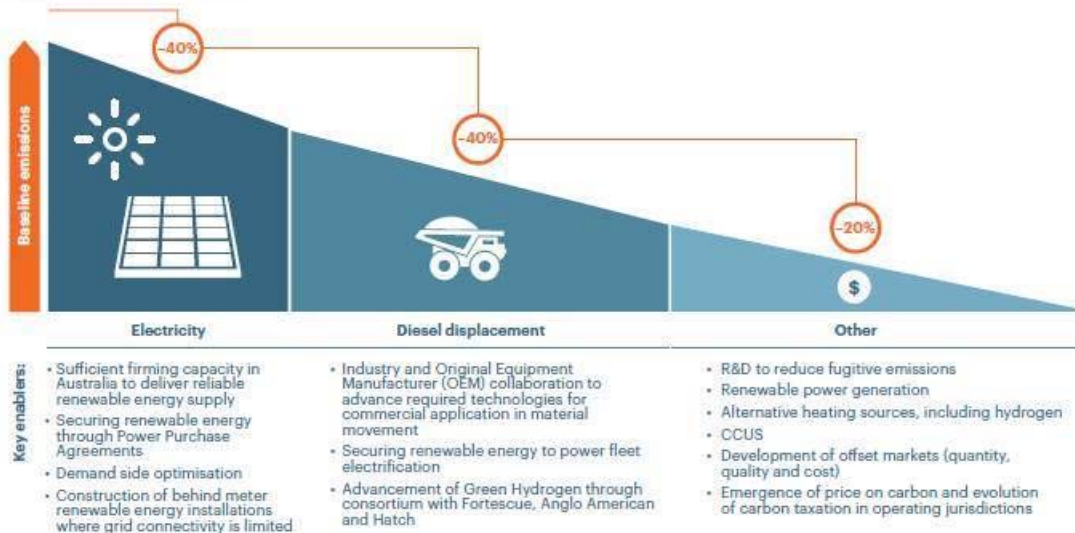 -40%
-40%
-20%
Baseline emissions
$
Electricity
Diesel displacement
Other
Key enablers:
• Sufficient firming capacity in
Australia to deliver reliable
renewable energy supply
• Securing renewable energy
through Power Purchase
Agreements
• Demand side optimisation
• Construction of behind meter
renewable energy installations
where grid connectivity is limited
• Industry and Original Equipment
Manufacturer (OEM) collaboration to
advance required technologies for
commercial application in material
movement
• Securing renewable energy to power fleet
electrification
• Advancement of Green Hydrogen through
consortium with Fortescue, Anglo American
and Hatch
• R&D to reduce fugitive emissions
• Renewable power generation
• Alternative heating sources, including hydrogen
• CCUS
• Development of offset markets (quantity,
quality and cost)
• Emergence of price on carbon and evolution
of carbon taxation in operating jurisdictions